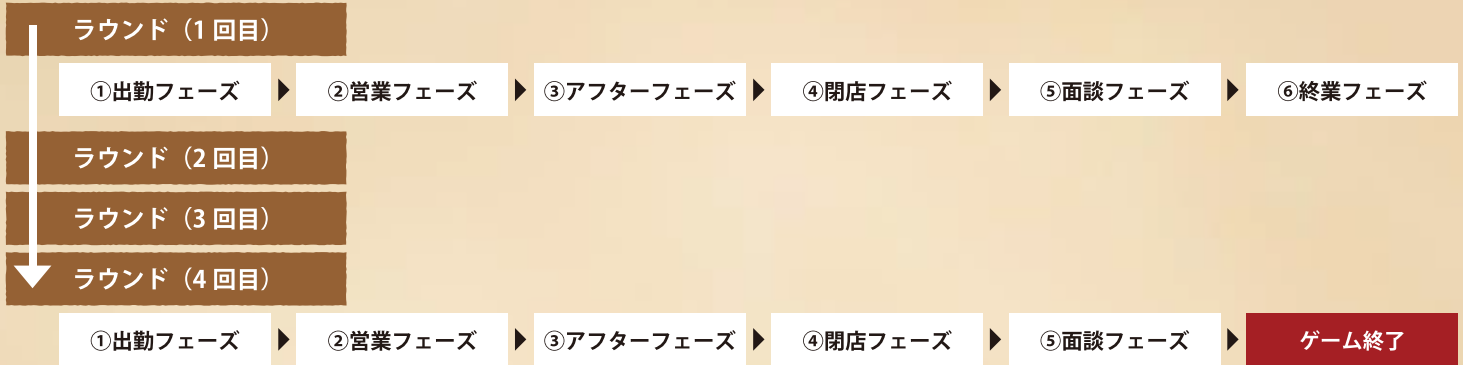 ラウンド（1 回目）
①出勤フェーズ ②営業フェーズ ③アフターフェーズ ④閉店フェーズ ⑤面談フェーズ ⑥終業フェーズ
ラウンド（2 回目）
ラウンド（3 回目）
ラウンド（4 回目）
①出勤フェーズ ②営業フェーズ ③アフターフェーズ ④閉店フェーズ ⑤面談フェーズ ゲーム終了